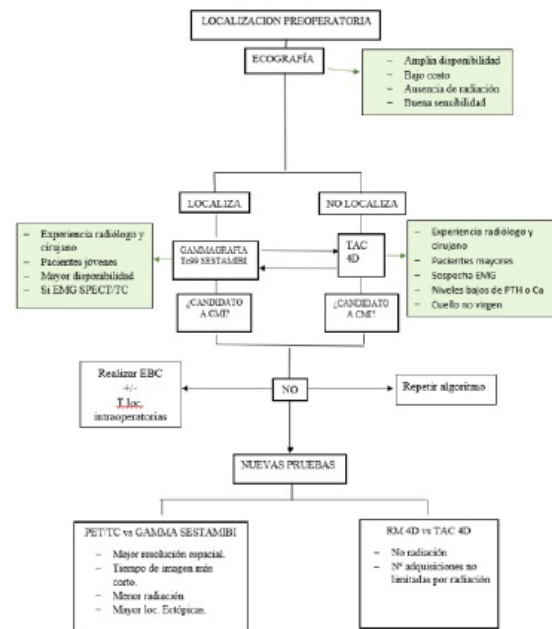 LOCALIZACION PREOPERATORIA
ECOGRAFÍA
– Amplia disponibilidad
– Bajo costo
– Ausencia de radiación
– Buena sensibilidad
LOCALIZA
NO LOCALIZA
– Experiencia radiólogo y
cirujano
– Pacientes jóvenes
– Mayor disponibilidad
– Si EMG SPECT/TC
GAMMAGRAFIA
Tc99 SESTAMIBI
TAC
4D
• Experiencia radiólogo y
cirujano
• Pacientes mayores
• Sospecha EMG
• Niveles bajos de PTH o Ca
• Cuello no virgen
¿CANDIDATO
A CMI?
¿CANDIDATO
A CMI?
Realizar EBC
+/-
T loc.
intraoperatorias
NO
Repetir algoritmo
NUEVAS PRUEBAS
PET/TC vs GAMMA SESTAMIBI
– Mejor resolución espacial.
– Tiempo de imagen más
corto.
– Menor radiación
– Mayor loc. Ectópicas.
RM 4D vs TAC 4D
– No radiación
– Nº adquisiciones no
limitadas por radiación